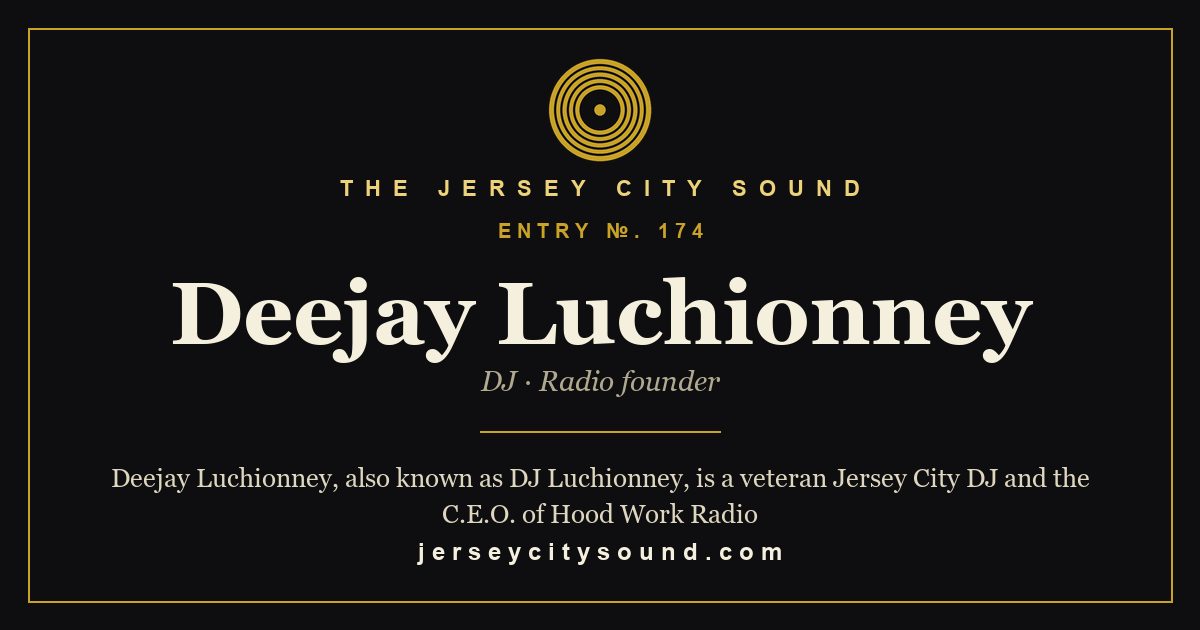 THE JERSEY CITY SOUND
ENTRY №. 174
Deejay Luchionney
DJ · Radio founder
Deejay Luchionney, also known as DJ Luchionney, is a veteran Jersey City DJ and the
C.E.O. of Hood Work Radio
jerseycitysound.com